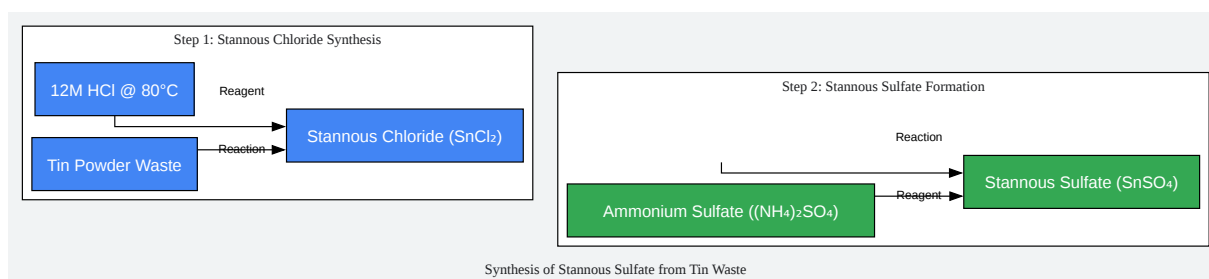 Step 1: Stannous Chloride Synthesis
12M HCl @ 80°C
Reagent
Stannous Chloride (SnCl₂)
Tin Powder Waste
Reaction
Step 2: Stannous Sulfate Formation
Reaction
Stannous Sulfate (SnSO₄)
Ammonium Sulfate ((NH₄)₂SO₄)
Reagent
Synthesis of Stannous Sulfate from Tin Waste